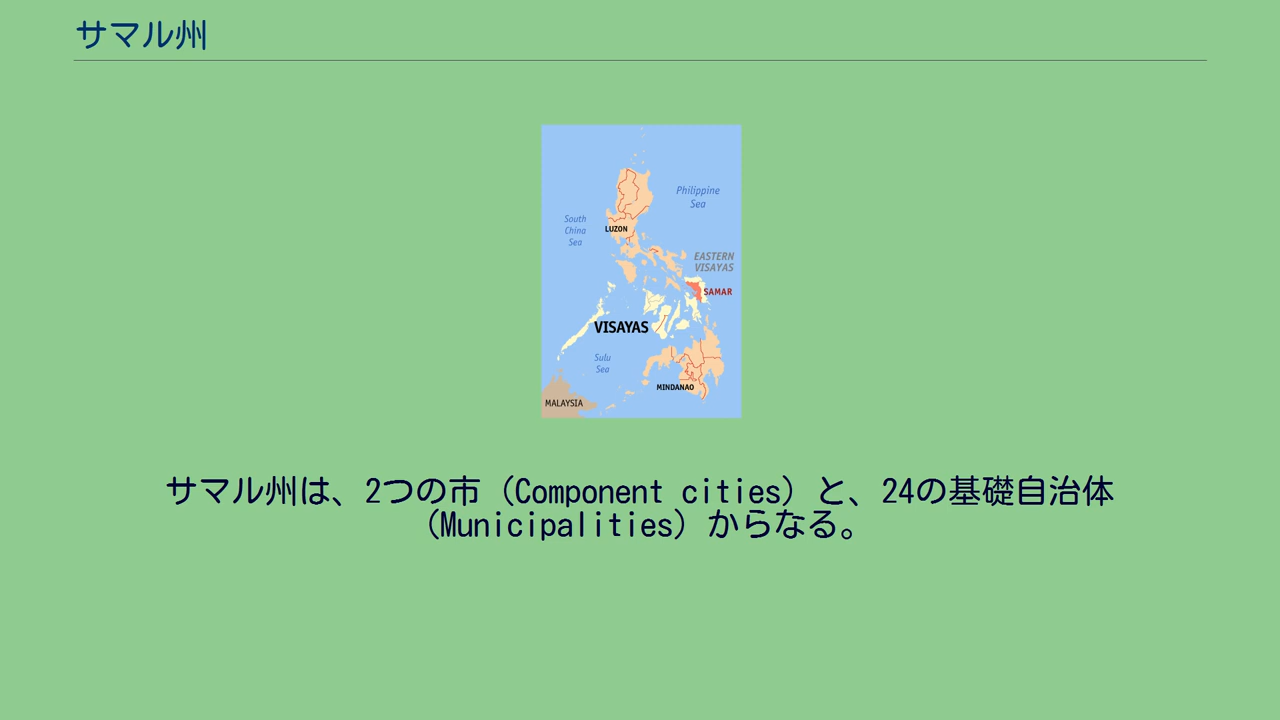 サマル州
Philippine
Sea
South
China
Sea
LUZON
EASTERN
VISAYAS
SAMAR
VISAYAS
Sulu
Sea
MINDANAO
MALAYSIA
サマル州は、2つの市（Component cities）と、24の基礎自治体
（Municipalities）からなる。